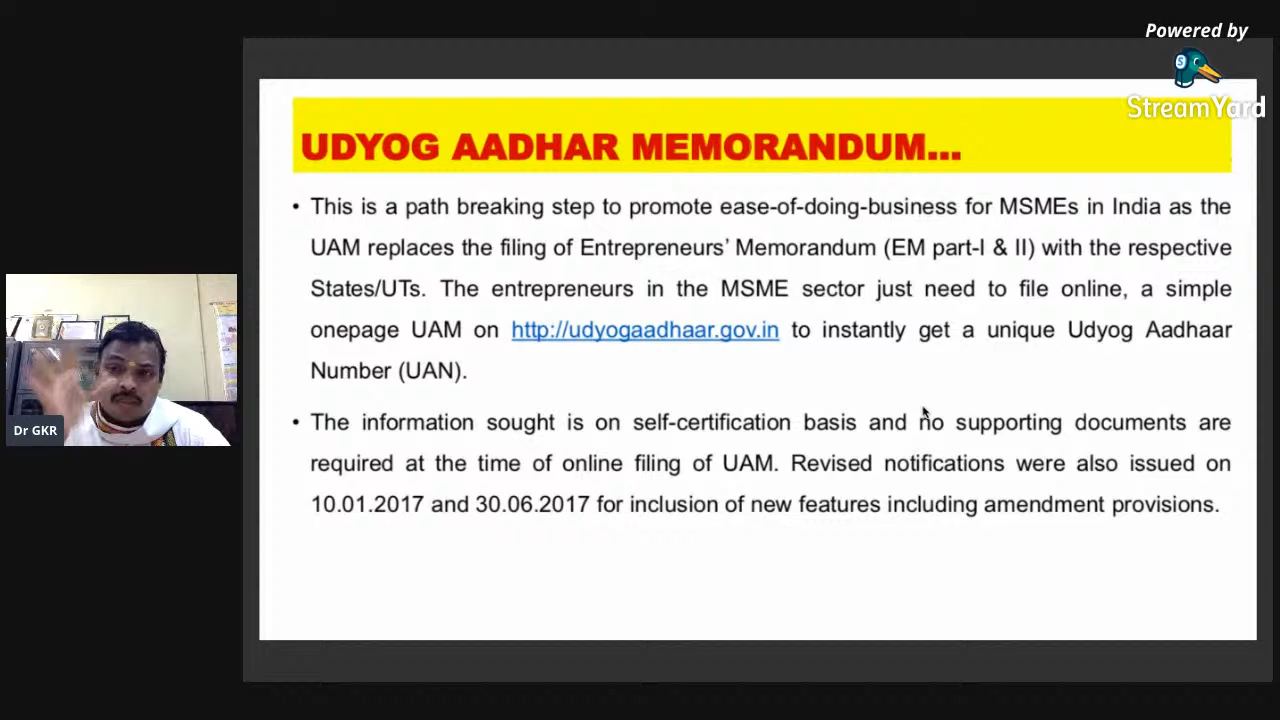 Powered by
StreamYard
UDYOG AADHAR MEMORANDUM...
• This is a path breaking step to promote ease-of-doing-business for MSMEs in India as the
UAM replaces the filing of Entrepreneurs’ Memorandum (EM part-I & II) with the respective
States/UTs. The entrepreneurs in the MSME sector just need to file online, a simple
onepage UAM on http://udyogaadhaar.gov.in to instantly get a unique Udyog Aadhaar
Number (UAN).
• The information sought is on self-certification basis and no supporting documents are
required at the time of online filing of UAM. Revised notifications were also issued on
10.01.2017 and 30.06.2017 for inclusion of new features including amendment provisions.
Dr GKR